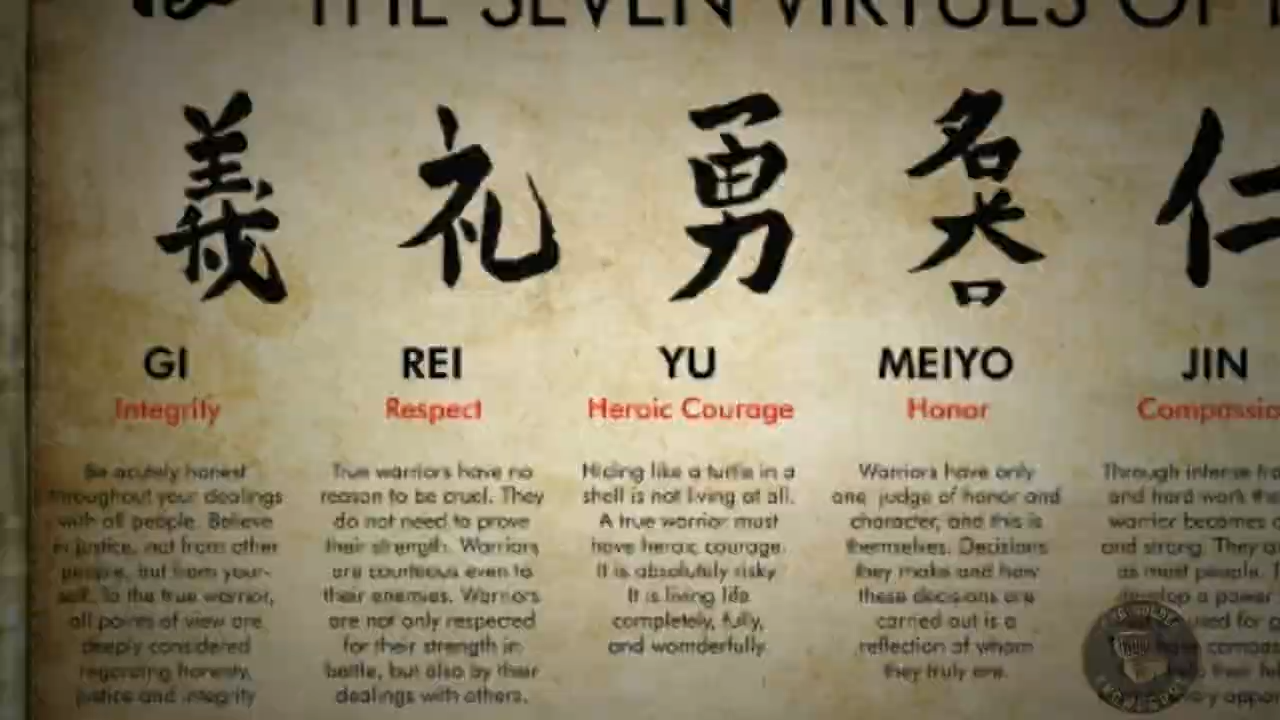 THE SEVEN VIRTUES OF
義 礼 勇 名誉 仁
GI REI YU MEIYO JIN
Integrity Respect Heroic Courage Honor Compassio
Be acutely honest
throughout your dealings
with all people. Believe
in justice, not from other
people, but from your-
self. To the true warrior,
all points of view are
deeply considered
regarding honesty,
justice and integrity
True warriors have no
reason to be cruel. They
do not need to prove
their strength. Warriors
are courteous even to
their enemies. Warriors
are not only respected
for their strength in
battle, but also by their
dealings with others.
Hiding like a turtle in a
shell is not living at all.
A true warrior must
have heroic courage.
It is absolutely risky.
It is living life
completely, fully,
and wonderfully.
Warriors have only
one judge of honor and
character, and this is
themselves. Decisions
they make and how
these decisions are
carried out is a
reflection of whom
they truly are.
Through intense
and hard work the
warrior becomes
and strong. They
as most people.
develop a power
used for